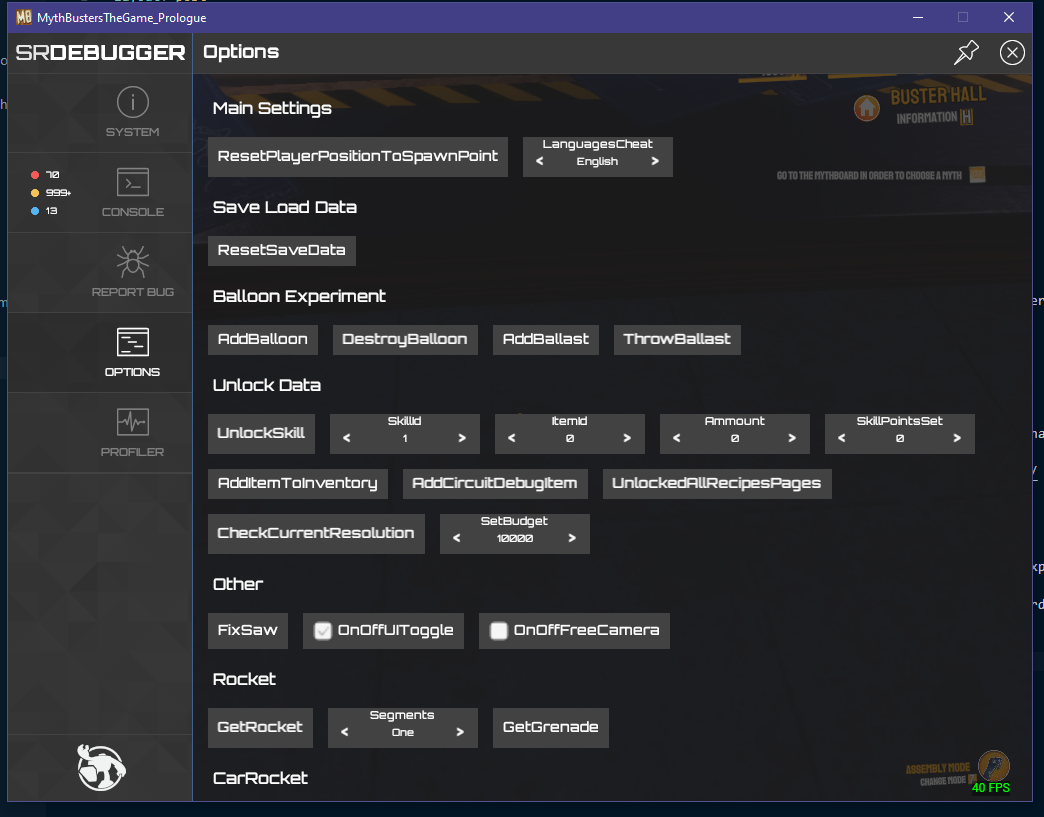 MythBustersTheGame_Prologue
SRDEBUGGER
Options
SYSTEM
70
999+
13
CONSOLE
REPORT BUG
OPTIONS
PROFILER
BUSTER HALL
INFORMATION H
GO TO THE MYTHBOARD IN ORDER TO CHOOSE A MYTH
Main Settings
ResetPlayerPositionToSpawnPoint
LanguagesCheat
< English >
Save Load Data
ResetSaveData
Balloon Experiment
AddBalloon
DestroyBalloon
AddBallast
ThrowBallast
Unlock Data
UnlockSkill
SkillId
< 1 >
ItemId
< 0 >
Ammount
< 0 >
SkillPointsSet
< 0 >
AddItemToInventory
AddCircuitDebugItem
UnlockedAllRecipesPages
CheckCurrentResolution
SetBudget
< 10000 >
Other
FixSaw
OnOffUIToggle
OnOffFreeCamera
Rocket
GetRocket
Segments
< One >
GetGrenade
CarRocket
ASSEMBLY MODE
CHANGE MODE
40 FPS